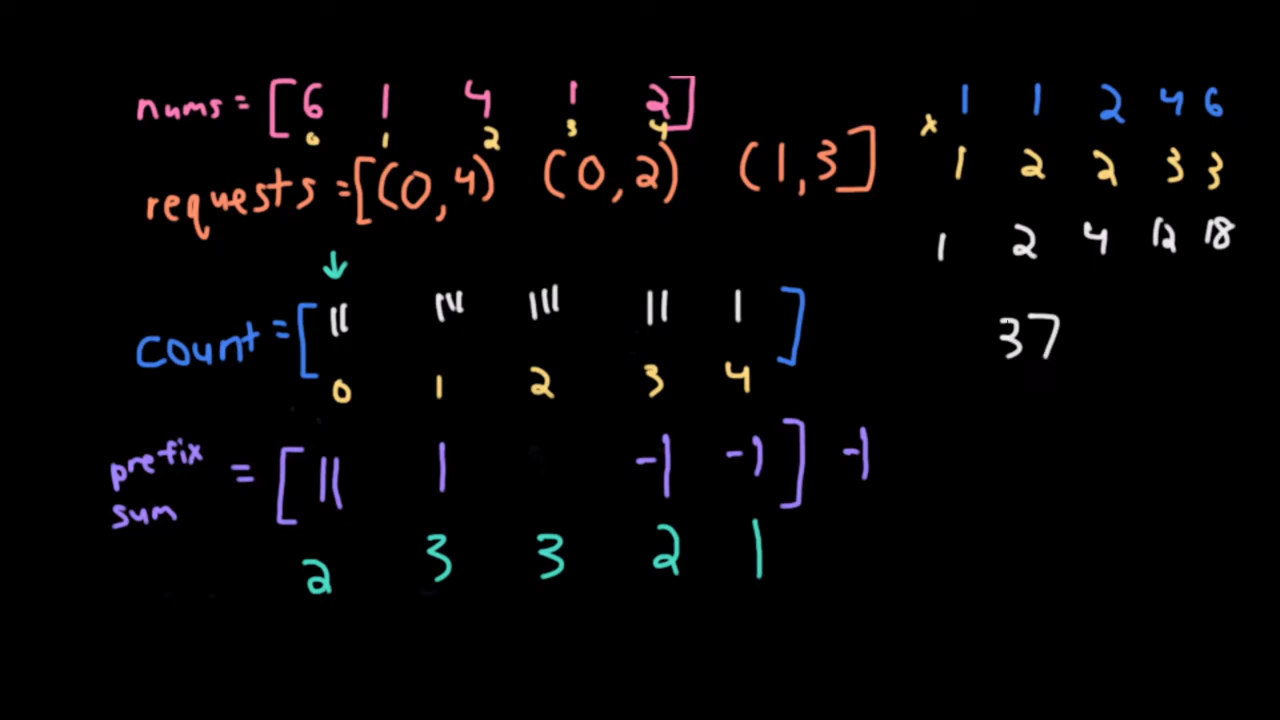 nums = [ 6 1 4 1 2 ]
0 1 2 3 4
requests = [(0,4) (0,2) (1,3]
1 1 2 4 6
x 1 2 2 3 3
1 2 4 12 18
37
count = [ || ||| ||| || | ]
0 1 2 3 4
prefix sum = [ || | -1 -1 ] -1
2 3 3 2 1